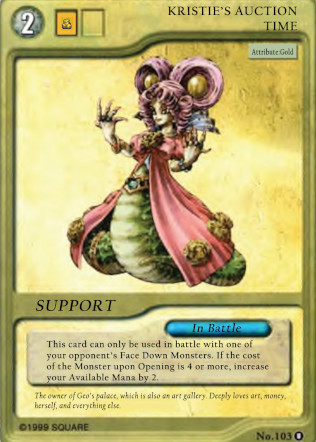 KRISTIE'S AUCTION
TIME
2
Attribute Gold
SUPPORT
In Battle
This card can only be used in battle with one of
your opponent's Face Down Monsters. If the cost
of the Monster upon Opening is 4 or more, increase
your Available Mana by 2.
The owner of Geo's palace, which is also an art gallery. Deeply loves art, money,
herself, and everything else.
©1999 SQUARE
No.103